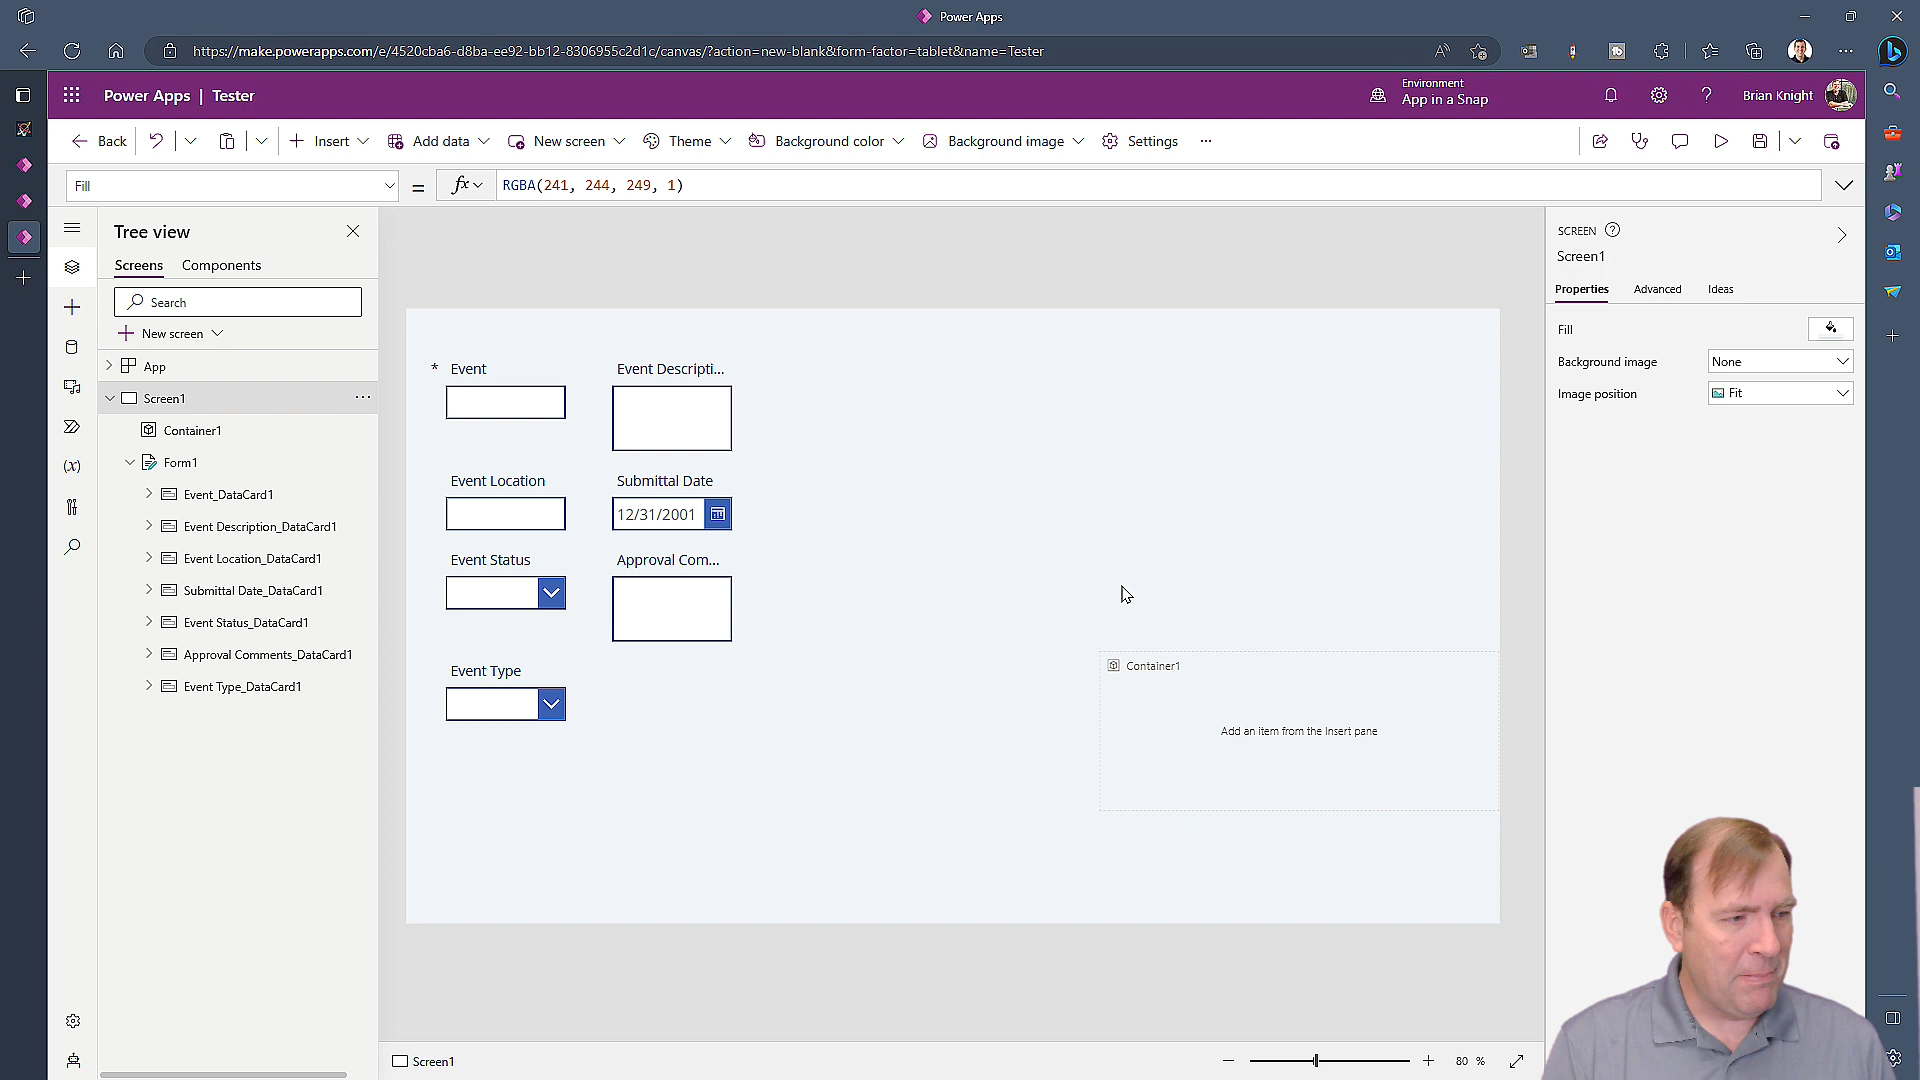 Power Apps
https://make.powerapps.com/e/4520cba6-d8ba-ee92-bb12-8306955c2d1c/canvas/?action=new-blank&form-factor=tablet&name=Tester
Power Apps | Tester
Environment
App in a Snap
Brian Knight
Back
Insert
Add data
New screen
Theme
Background color
Background image
Settings
Fill
=
fx
RGBA(241, 244, 249, 1)
Tree view
Screens
Components
Search
New screen
App
Screen1
Container1
Form1
Event_DataCard1
Event Description_DataCard1
Event Location_DataCard1
Submittal Date_DataCard1
Event Status_DataCard1
Approval Comments_DataCard1
Event Type_DataCard1
* Event
Event Descripti...
Event Location
Submittal Date
12/31/2001
Event Status
Approval Com...
Event Type
Container1
Add an item from the Insert pane
SCREEN
Screen1
Properties
Advanced
Ideas
Fill
Background image
None
Image position
Fit
Screen1
80 %